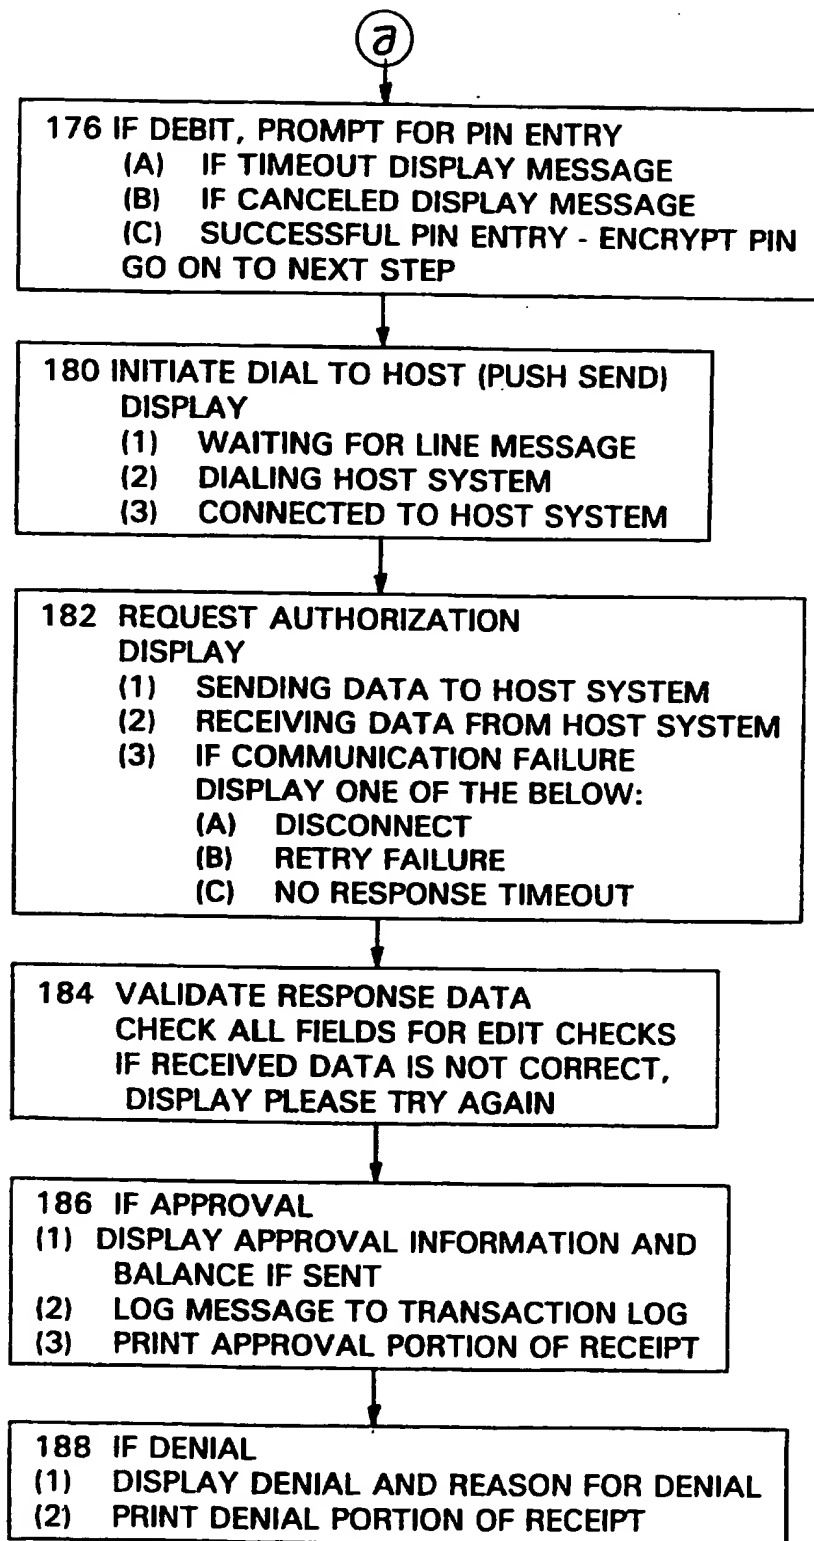 a
176 IF DEBIT, PROMPT FOR PIN ENTRY
(A) IF TIMEOUT DISPLAY MESSAGE
(B) IF CANCELED DISPLAY MESSAGE
(C) SUCCESSFUL PIN ENTRY - ENCRYPT PIN
GO ON TO NEXT STEP
180 INITIATE DIAL TO HOST (PUSH SEND)
DISPLAY
(1) WAITING FOR LINE MESSAGE
(2) DIALING HOST SYSTEM
(3) CONNECTED TO HOST SYSTEM
182 REQUEST AUTHORIZATION
DISPLAY
(1) SENDING DATA TO HOST SYSTEM
(2) RECEIVING DATA FROM HOST SYSTEM
(3) IF COMMUNICATION FAILURE
DISPLAY ONE OF THE BELOW:
(A) DISCONNECT
(B) RETRY FAILURE
(C) NO RESPONSE TIMEOUT
184 VALIDATE RESPONSE DATA
CHECK ALL FIELDS FOR EDIT CHECKS
IF RECEIVED DATA IS NOT CORRECT,
DISPLAY PLEASE TRY AGAIN
186 IF APPROVAL
(1) DISPLAY APPROVAL INFORMATION AND
BALANCE IF SENT
(2) LOG MESSAGE TO TRANSACTION LOG
(3) PRINT APPROVAL PORTION OF RECEIPT
188 IF DENIAL
(1) DISPLAY DENIAL AND REASON FOR DENIAL
(2) PRINT DENIAL PORTION OF RECEIPT